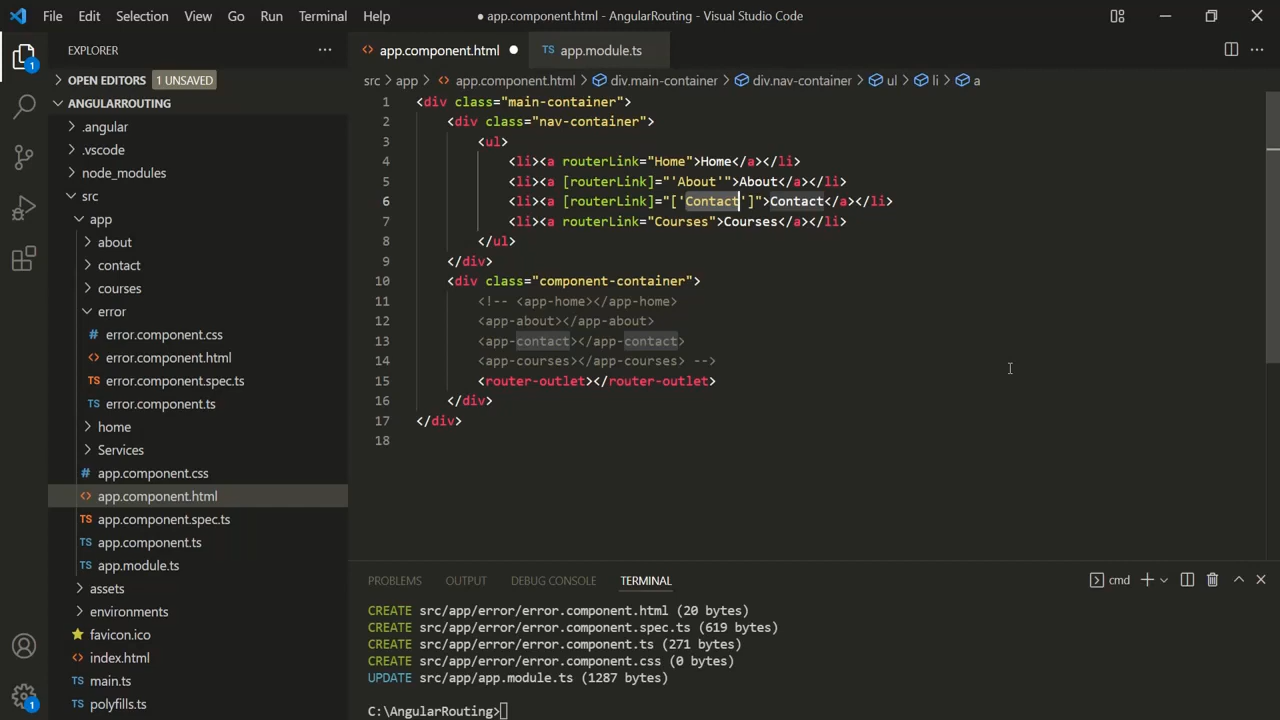 File Edit Selection View Go Run Terminal Help
● app.component.html - AngularRouting - Visual Studio Code
EXPLORER
OPEN EDITORS 1 UNSAVED
ANGULARROUTING
.angular
.vscode
node_modules
src
app
about
contact
courses
error
# error.component.css
<> error.component.html
error.component.spec.ts
TS error.component.ts
home
Services
# app.component.css
<> app.component.html
TS app.component.spec.ts
TS app.component.ts
TS app.module.ts
assets
environments
favicon.ico
<> index.html
TS main.ts
TS polyfills.ts
1
1
<> app.component.html ●
TS app.module.ts
src > app > <> app.component.html > div.main-container > div.nav-container > ul > li > a
1 <div class="main-container">
2 <div class="nav-container">
3 <ul>
4 <li><a routerLink="Home">Home</a></li>
5 <li><a [routerLink]="'About'">About</a></li>
6 <li><a [routerLink]="['Contact']">Contact</a></li>
7 <li><a routerLink="Courses">Courses</a></li>
8 </ul>
9 </div>
10 <div class="component-container">
11 <!-- <app-home></app-home>
12 <app-about></app-about>
13 <app-contact></app-contact>
14 <app-courses></app-courses> -->
15 <router-outlet></router-outlet>
16 </div>
17 </div>
18
PROBLEMS OUTPUT DEBUG CONSOLE TERMINAL
cmd
CREATE src/app/error/error.component.html (20 bytes)
CREATE src/app/error/error.component.spec.ts (619 bytes)
CREATE src/app/error/error.component.ts (271 bytes)
CREATE src/app/error/error.component.css (0 bytes)
UPDATE src/app/app.module.ts (1287 bytes)
C:\AngularRouting>